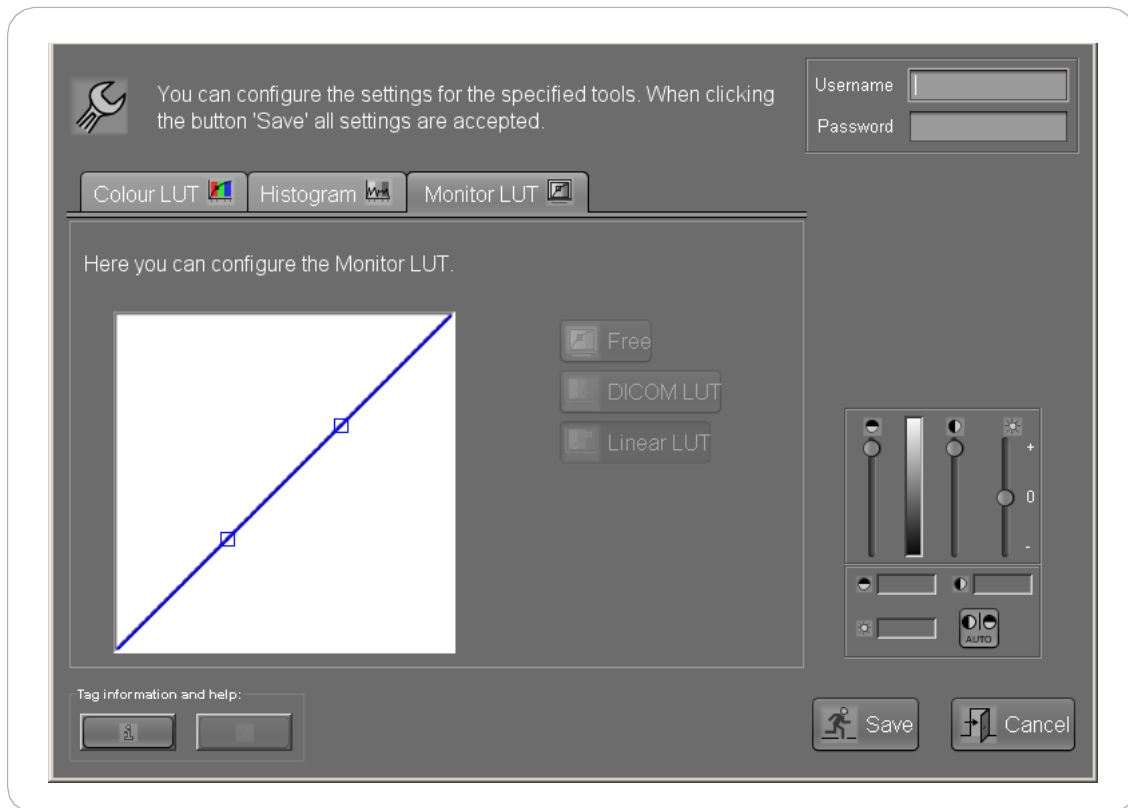 You can configure the settings for the specified tools. When clicking
the button 'Save' all settings are accepted.
Username
Password
Colour LUT
Histogram
Monitor LUT
Here you can configure the Monitor LUT.
Free
DICOM LUT
Linear LUT
+
0
-
AUTO
Tag information and help:
i
Save
Cancel